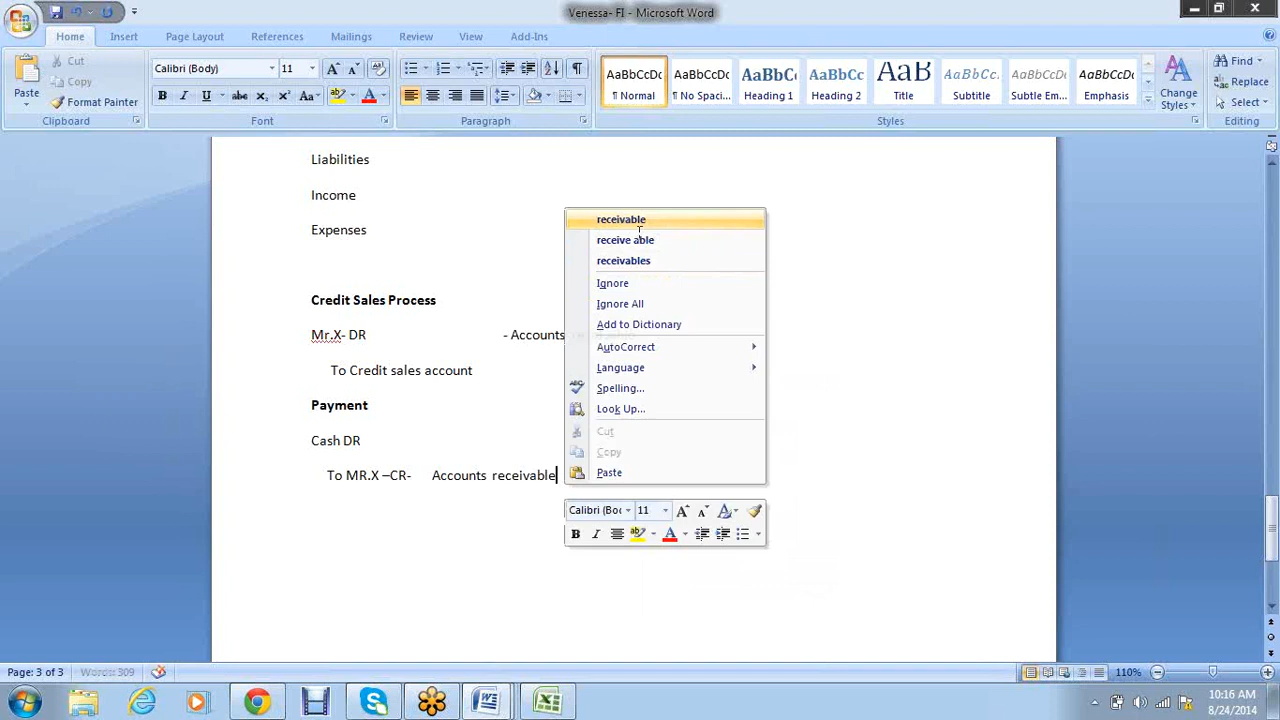 Venessa- FI - Microsoft Word
Home Insert Page Layout References Mailings Review View Add-Ins
Paste
Cut
Copy
Format Painter
Clipboard
Calibri (Body) 11
B I U abc X₂ X² Aa
Font
Paragraph
AaBbCcDc AaBbCcDc AaBbCc AaBbCc AaB AaBbCcDc AaBbCcDc AaBbCcDc
¶ Normal ¶ No Spaci... Heading 1 Heading 2 Title Subtitle Subtle Em... Emphasis
Change Styles
Styles
Find
Replace
Select
Editing
Liabilities
Income
Expenses
Credit Sales Process
Mr.X- DR - Accounts
To Credit sales account
Payment
Cash DR
To MR.X –CR- Accounts receivable
receivable
receive able
receivables
Ignore
Ignore All
Add to Dictionary
AutoCorrect
Language
Spelling...
Look Up...
Cut
Copy
Paste
Calibri (Boc 11
B I
Page: 3 of 3 Words: 309 110%
10:16 AM
8/24/2014